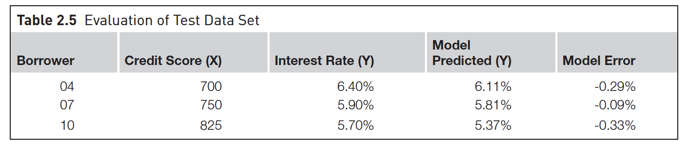 Table 2.5 Evaluation of Test Data Set
Model
Borrower Credit Score (X) Interest Rate (Y) Predicted (Y) Model Error
04 700 6.40% 6.11% -0.29%
07 750 5.90% 5.81% -0.09%
10 825 5.70% 5.37% -0.33%